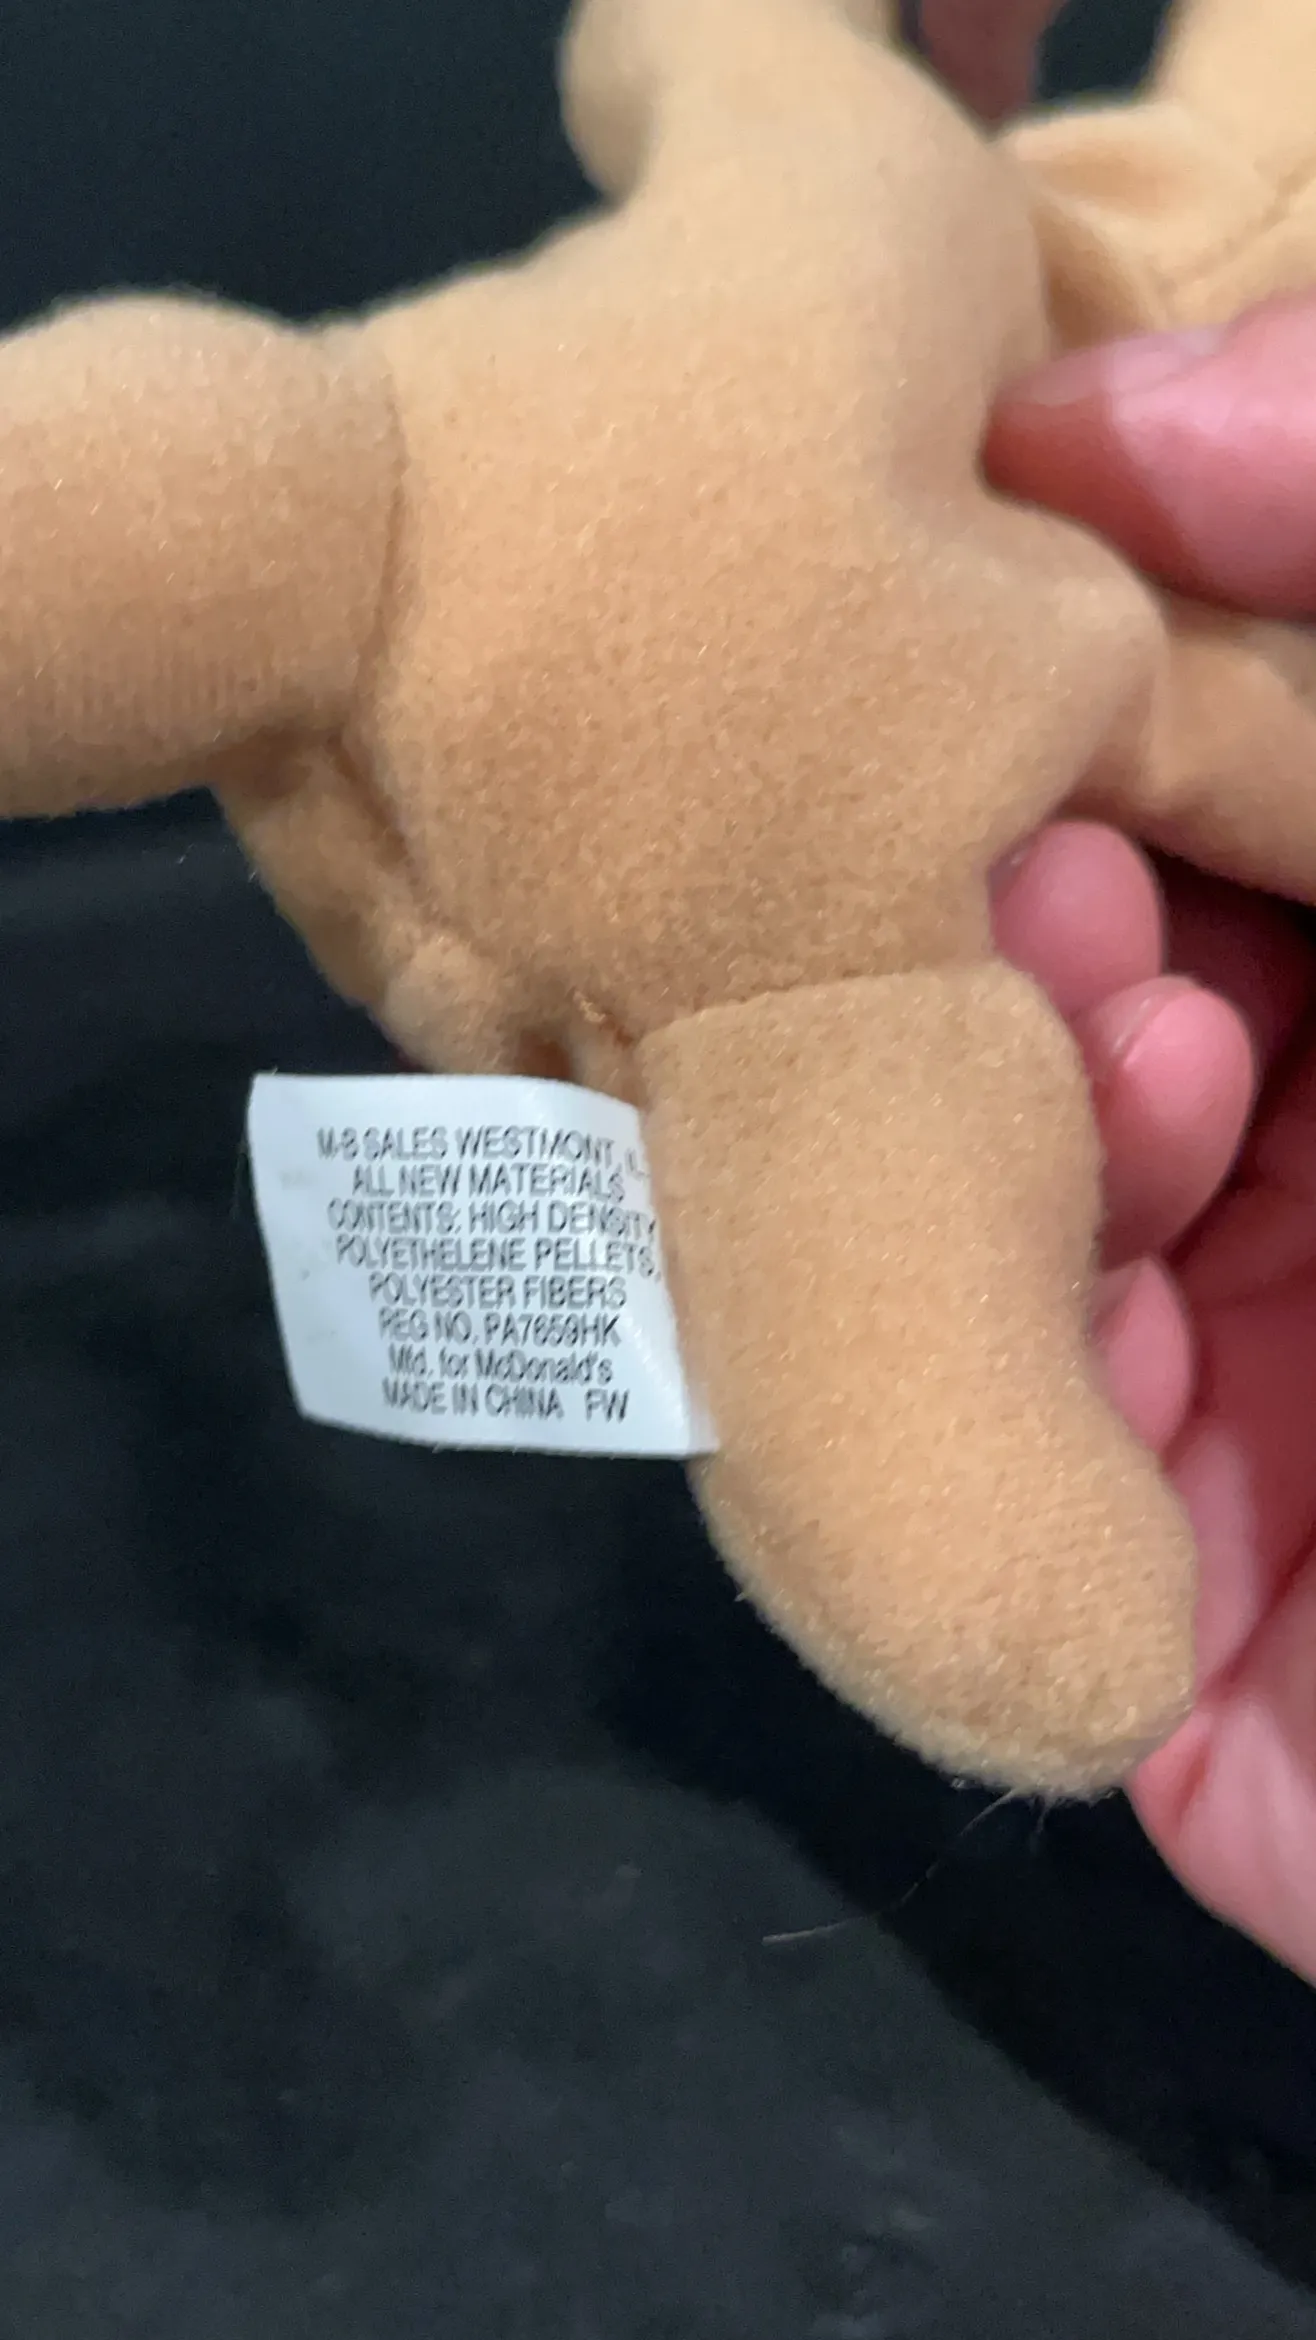 M-B SALES WESTMONT, IL
ALL NEW MATERIALS
CONTENTS: HIGH DENSITY
POLYETHELENE PELLETS,
POLYESTER FIBERS
REG NO. PA7659HK
Mfd. for McDonald's
MADE IN CHINA FW